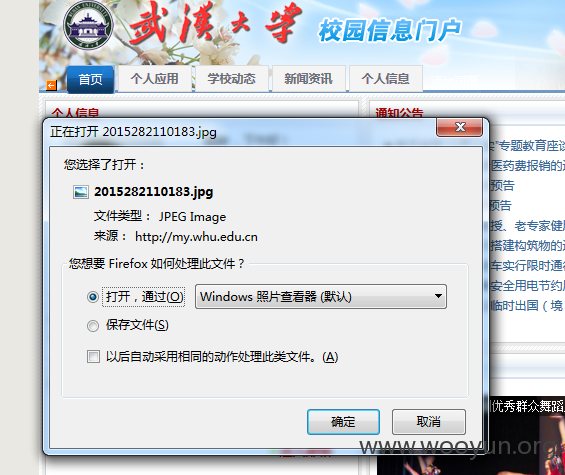 武漢大學 校园信息门户
首页 个人应用 学校动态 新闻资讯 个人信息
个人信息
通知公告
正在打开 2015282110183.jpg
您选择了打开：
2015282110183.jpg
文件类型： JPEG Image
来源： http://my.whu.edu.cn
您想要 Firefox 如何处理此文件？
打开，通过(O) Windows 照片查看器 (默认)
保存文件(S)
以后自动采用相同的动作处理此类文件。(A)
确定 取消
实"专题教育座谈
医药费报销的通
预告
预告
授、老专家健
搭建构筑物的通
车实行限时通行
安全用电节约用
临时出国（境
优秀群众舞蹈
www.wooyun.org